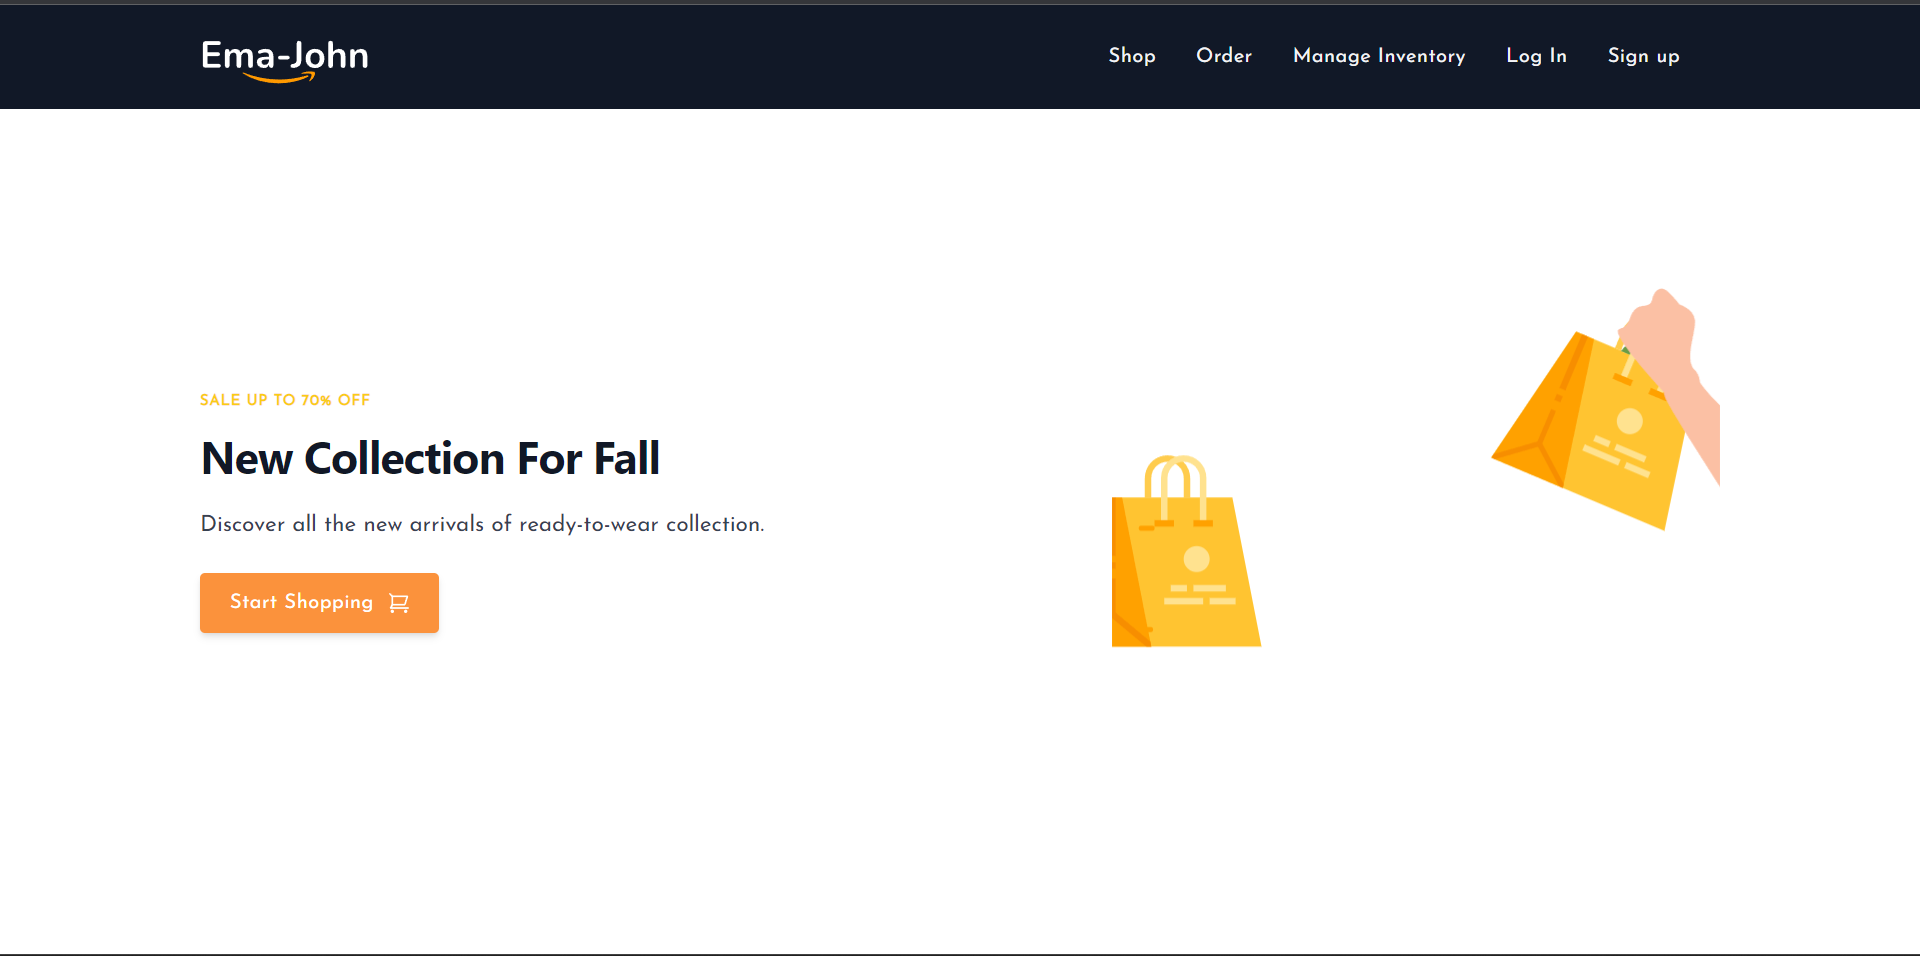 Ema-John
Shop Order Manage Inventory Log In Sign up
SALE UP TO 70% OFF
New Collection For Fall
Discover all the new arrivals of ready-to-wear collection.
Start Shopping